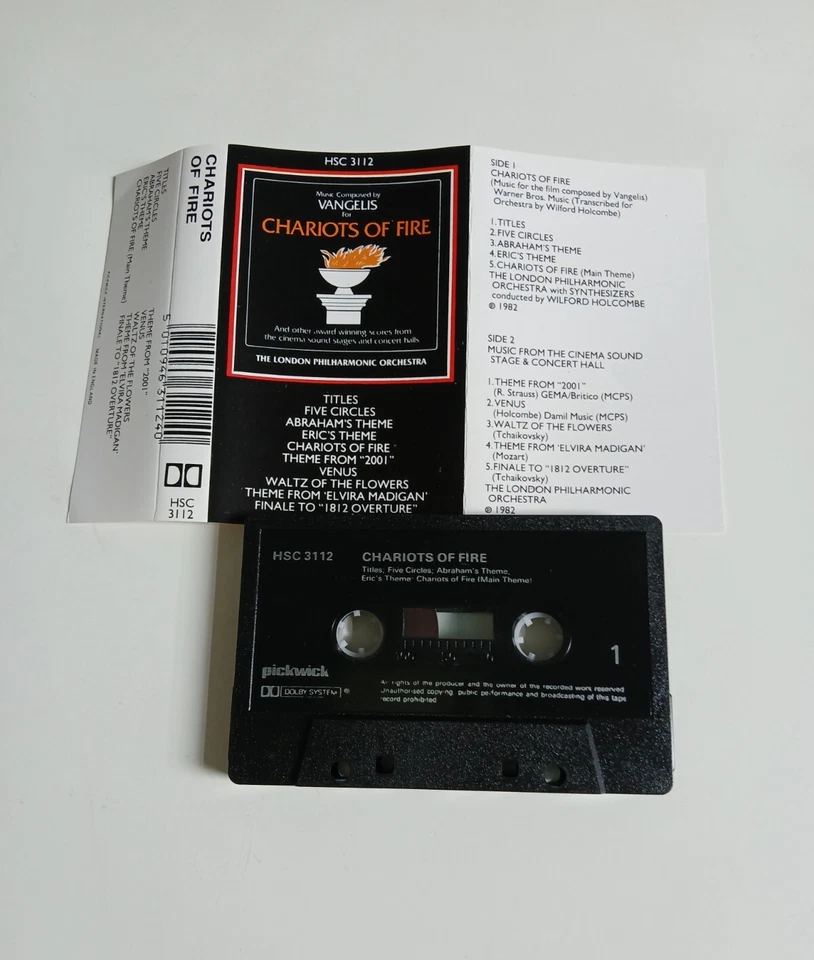 TITLES
FIVE CIRCLES
ABRAHAM'S THEME
ERIC'S THEME
CHARIOTS OF FIRE (Main Theme)
THEME FROM "2001"
VENUS
WALTZ OF THE FLOWERS
THEME FROM 'ELVIRA MADIGAN'
FINALE TO "1812 OVERTURE"
PICKWICK INTERNATIONAL
MADE IN ENGLAND
CHARIOTS
OF FIRE
5 010946 311240
HSC
3112
HSC 3112
Music Composed by
VANGELIS
for
CHARIOTS OF FIRE
And other award winning scores from
the cinema sound stages and concert halls
THE LONDON PHILHARMONIC ORCHESTRA
TITLES
FIVE CIRCLES
ABRAHAM'S THEME
ERIC'S THEME
CHARIOTS OF FIRE
THEME FROM "2001"
VENUS
WALTZ OF THE FLOWERS
THEME FROM 'ELVIRA MADIGAN'
FINALE TO "1812 OVERTURE"
SIDE 1
CHARIOTS OF FIRE
(Music for the film composed by Vangelis)
Warner Bros. Music (Transcribed for
Orchestra by Wilford Holcombe)
1. TITLES
2. FIVE CIRCLES
3. ABRAHAM'S THEME
4. ERIC'S THEME
5. CHARIOTS OF FIRE (Main Theme)
THE LONDON PHILHARMONIC
ORCHESTRA with SYNTHESIZERS
conducted by WILFORD HOLCOMBE
℗ 1982
SIDE 2
MUSIC FROM THE CINEMA SOUND
STAGE & CONCERT HALL
1. THEME FROM "2001"
(R. Strauss) GEMA/Britico (MCPS)
2. VENUS
(Holcombe) Damil Music (MCPS)
3. WALTZ OF THE FLOWERS
(Tchaikovsky)
4. THEME FROM 'ELVIRA MADIGAN'
(Mozart)
5. FINALE TO "1812 OVERTURE"
(Tchaikovsky)
THE LONDON PHILHARMONIC
ORCHESTRA
℗ 1982
HSC 3112
CHARIOTS OF FIRE
Titles; Five Circles; Abraham's Theme,
Eric's Theme; Chariots of Fire (Main Theme)
100 50 0
1
pickwick
DOLBY SYSTEM ®
All rights of the producer and the owner of the recorded work reserved
Unauthorised copying, public performance and broadcasting of this tape
record prohibited